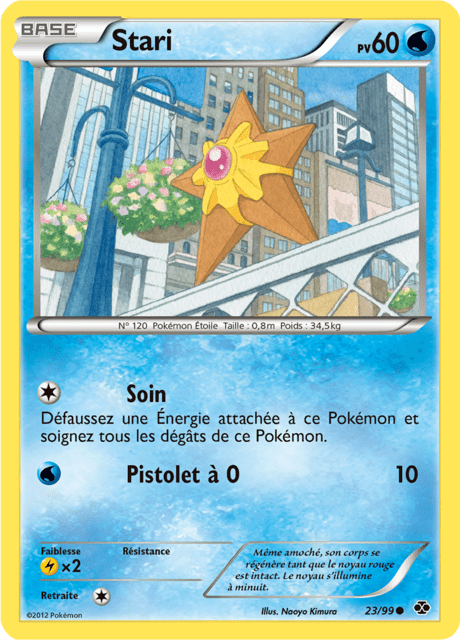 BASE
Stari
PV60
N° 120 Pokémon Étoile Taille : 0,8m Poids : 34,5kg
Soin
Défaussez une Énergie attachée à ce Pokémon et
soignez tous les dégâts de ce Pokémon.
Pistolet à O 10
Faiblesse Résistance
×2
Même amoché, son corps se
régénère tant que le noyau rouge
est intact. Le noyau s'illumine
à minuit.
Retraite
©2012 Pokémon
Illus. Naoyo Kimura
23/99